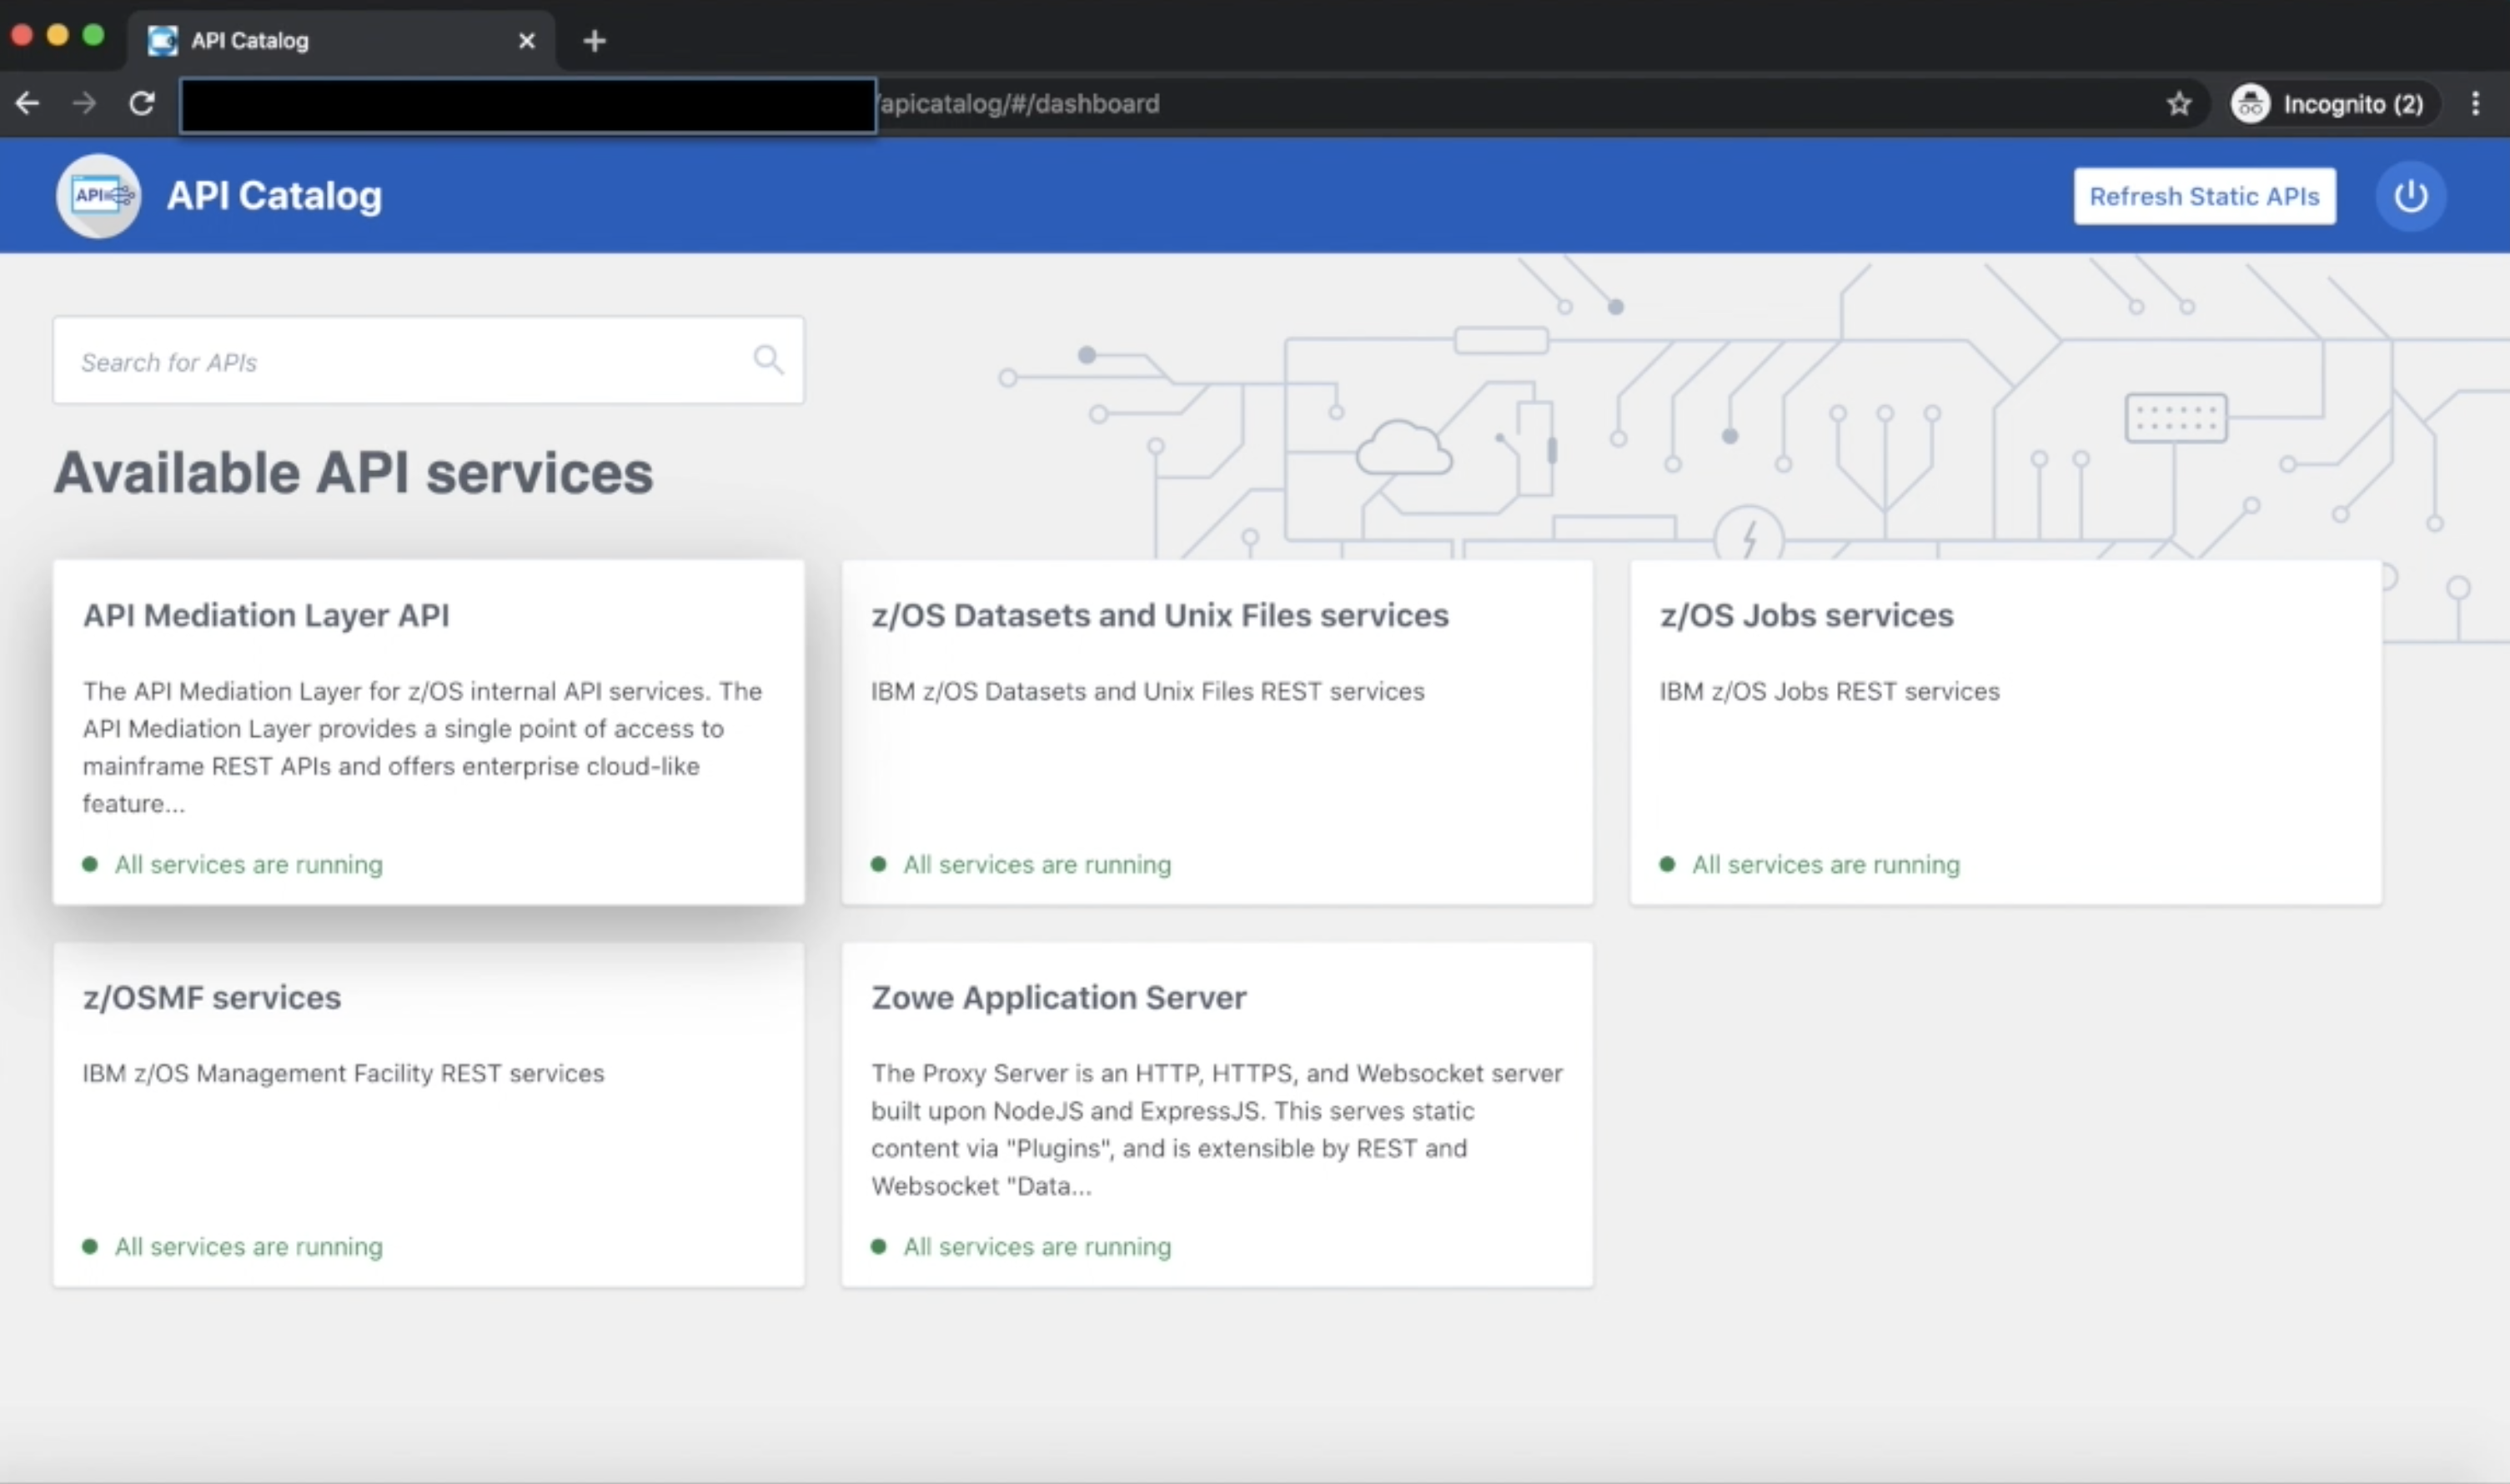 API Catalog
/apicatalog/#/dashboard
Incognito (2)
API
API Catalog
Refresh Static APIs
Search for APIs
Available API services
API Mediation Layer API
The API Mediation Layer for z/OS internal API services. The
API Mediation Layer provides a single point of access to
mainframe REST APIs and offers enterprise cloud-like
feature...
All services are running
z/OS Datasets and Unix Files services
IBM z/OS Datasets and Unix Files REST services
All services are running
z/OS Jobs services
IBM z/OS Jobs REST services
All services are running
z/OSMF services
IBM z/OS Management Facility REST services
All services are running
Zowe Application Server
The Proxy Server is an HTTP, HTTPS, and Websocket server
built upon NodeJS and ExpressJS. This serves static
content via "Plugins", and is extensible by REST and
Websocket "Data...
All services are running